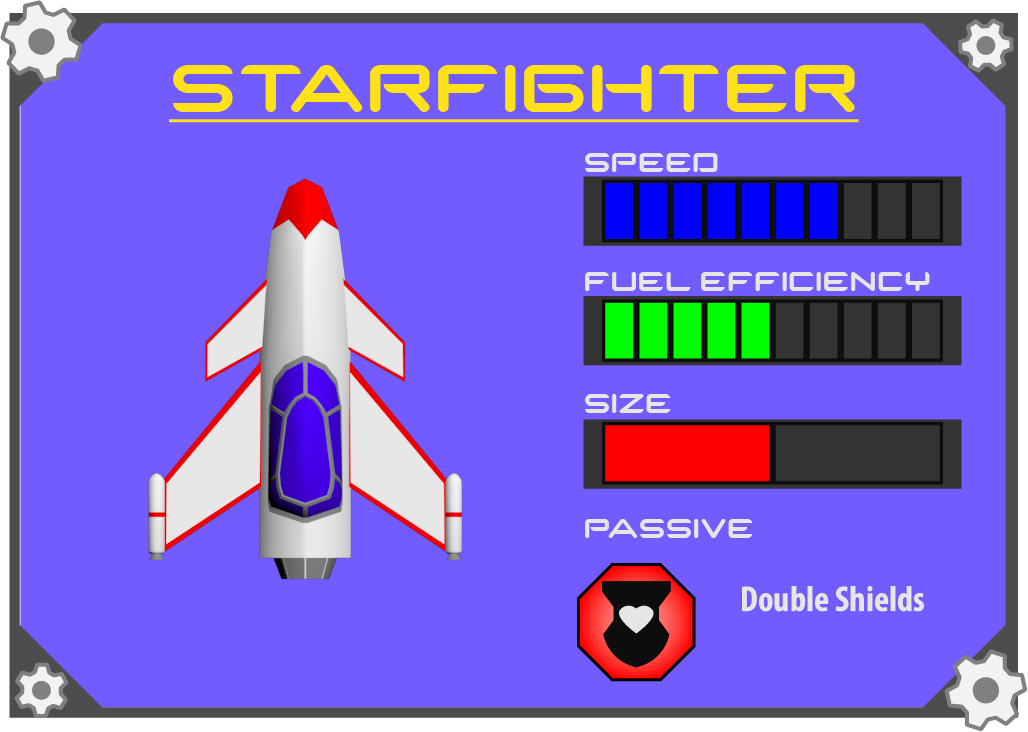 STARFIGHTER
SPEED
FUEL EFFICIENCY
SIZE
PASSIVE
Double Shields